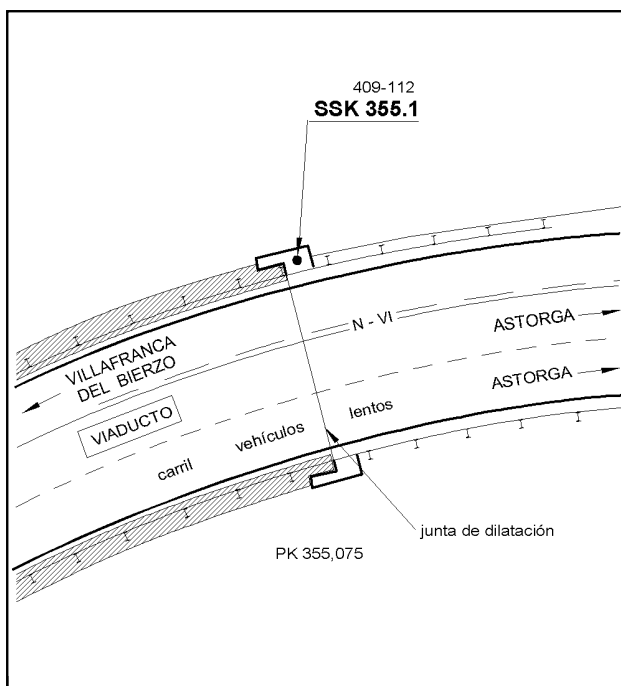 409-112
SSK 355.1
N - VI
ASTORGA
VILLAFRANCA
DEL BIERZO
ASTORGA
VIADUCTO
carril vehículos lentos
junta de dilatación
PK 355,075